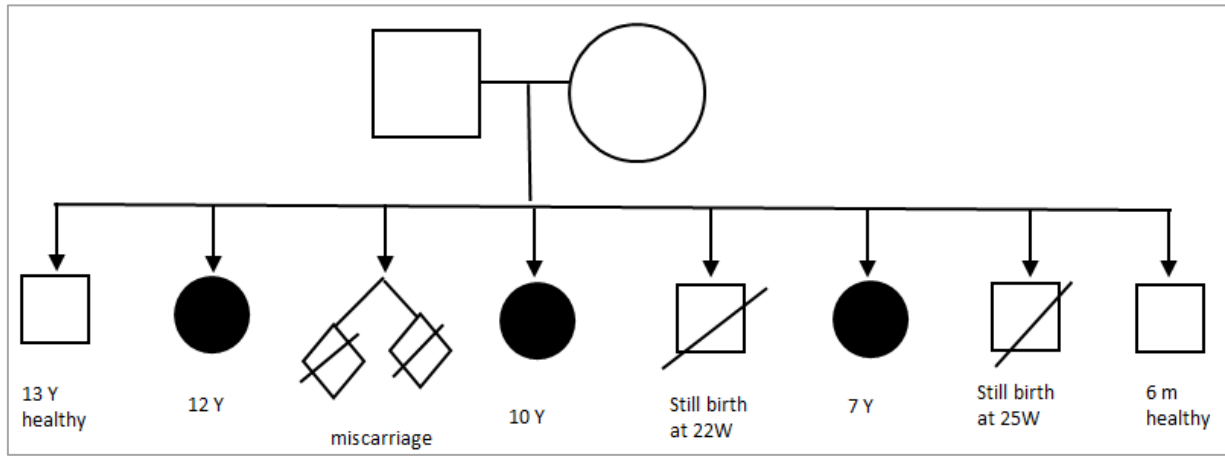 13 Y
healthy
12 Y
miscarriage
10 Y
Still birth
at 22W
7 Y
Still birth
at 25W
6 m
healthy